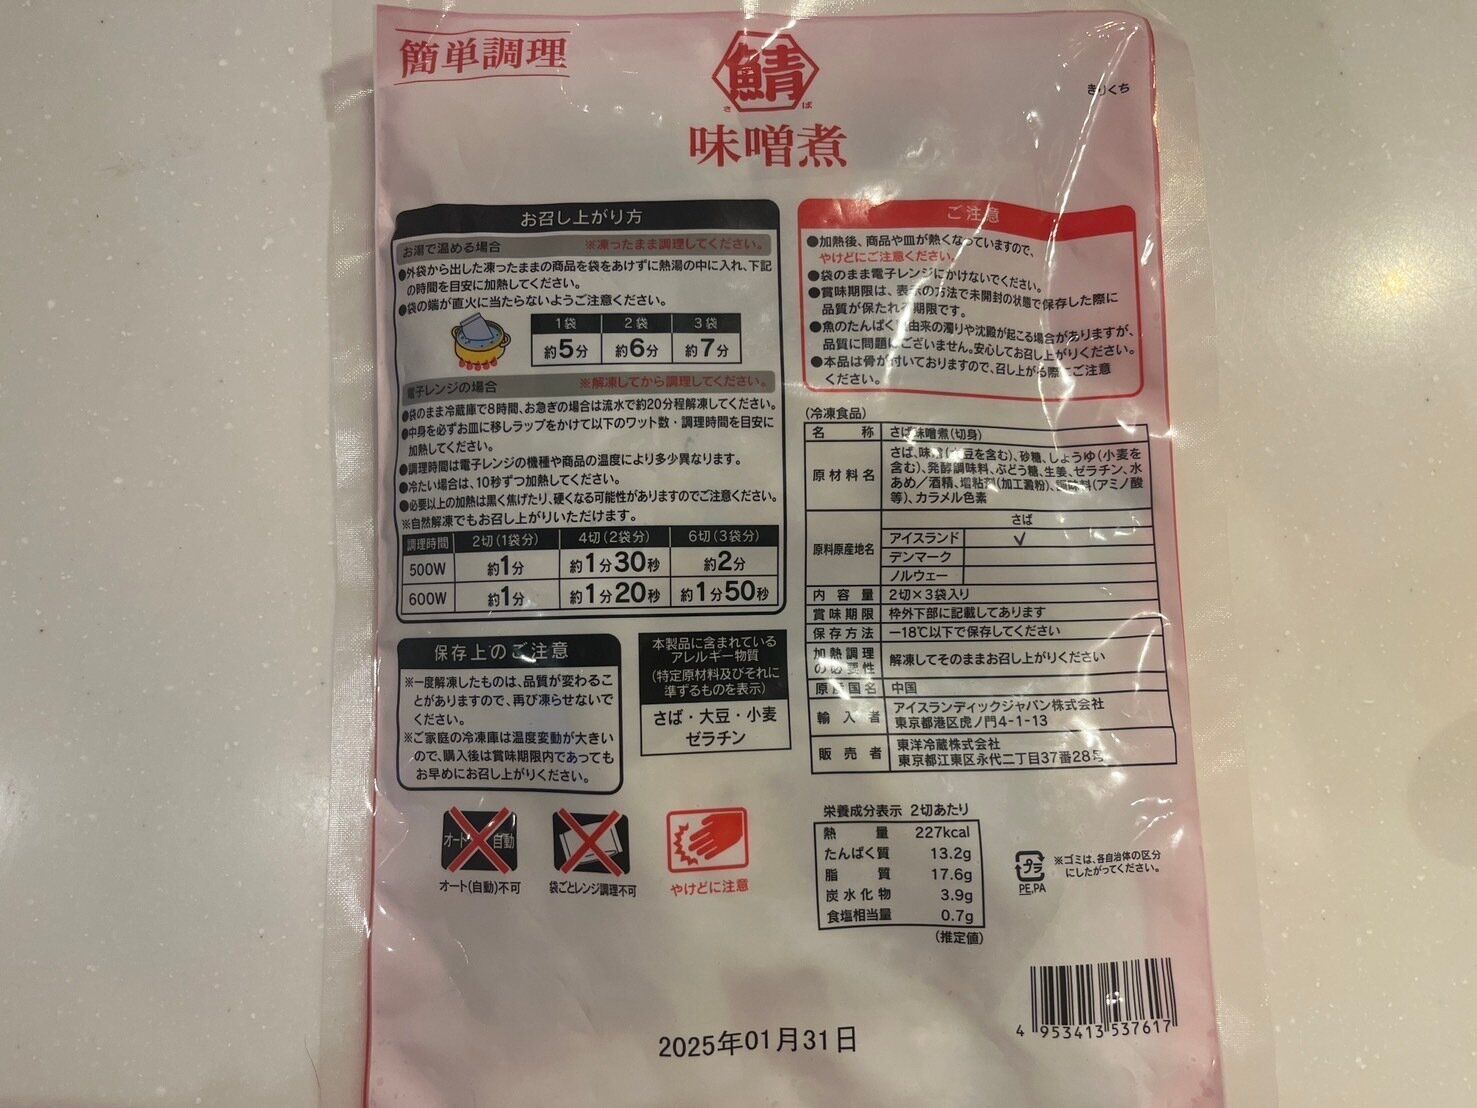 簡単調理
鯖
さば
味噌煮
きりくち
お召し上がり方
お湯で温める場合 ※凍ったまま調理してください。
●外袋から出した凍ったままの商品を袋をあけずに熱湯の中に入れ、下記
の時間を目安に加熱してください。
●袋の端が直火に当たらないようご注意ください。
1袋 2袋 3袋
約5分 約6分 約7分
電子レンジの場合 ※解凍してから調理してください。
●袋のまま冷蔵庫で8時間、お急ぎの場合は流水で約20分程解凍してください。
●中身を必ずお皿に移しラップをかけて以下のワット数・調理時間を目安に
加熱してください。
●調理時間は電子レンジの機種や商品の温度により多少異なります。
●冷たい場合は、10秒ずつ加熱してください。
●必要以上の加熱は黒く焦げたり、硬くなる可能性がありますのでご注意ください。
※自然解凍でもお召し上がりいただけます。
調理時間 2切(1袋分) 4切(2袋分) 6切(3袋分)
500W 約1分 約1分30秒 約2分
600W 約1分 約1分20秒 約1分50秒
保存上のご注意
※一度解凍したものは、品質が変わるこ
とがありますので、再び凍らせないで
ください。
※ご家庭の冷凍庫は温度変動が大きい
ので、購入後は賞味期限内であっても
お早めにお召し上がりください。
本製品に含まれている
アレルギー物質
(特定原材料及びそれに
準ずるものを表示)
さば・大豆・小麦
ゼラチン
オート 自動
オート(自動)不可
袋ごとレンジ調理不可
やけどに注意
ご注意
●加熱後、商品や皿が熱くなっていますので、
やけどにご注意ください。
●袋のまま電子レンジにかけないでください。
●賞味期限は、表示の方法で未開封の状態で保存した際に
品質が保たれる期限です。
●魚のたんぱく由来の濁りや沈殿が起こる場合がありますが、
品質に問題はございません。安心してお召し上がりください。
●本品は骨が付いておりますので、召し上がる際にご注意
ください。
(冷凍食品)
名称 さば味噌煮(切身)
原材料名 さば、味噌(大豆を含む)、砂糖、しょうゆ(小麦を
含む)、発酵調味料、ぶどう糖、生姜、ゼラチン、水
あめ/酒精、増粘剤(加工澱粉)、調味料(アミノ酸
等)、カラメル色素
原料原産地名 さば
アイスランド ✓
デンマーク
ノルウェー
内容量 2切×3袋入り
賞味期限 枠外下部に記載してあります
保存方法 −18℃以下で保存してください
加熱調理の必要性 解凍してそのままお召し上がりください
原産国名 中国
輸入者 アイスランディックジャパン株式会社
東京都港区虎ノ門4-1-13
販売者 東洋冷蔵株式会社
東京都江東区永代二丁目37番28号
栄養成分表示 2切あたり
熱量 227kcal
たんぱく質 13.2g
脂質 17.6g
炭水化物 3.9g
食塩相当量 0.7g
(推定値)
プラ
PE,PA
※ゴミは、各自治体の区分
にしたがってください。
4 953413 537617
2025年01月31日